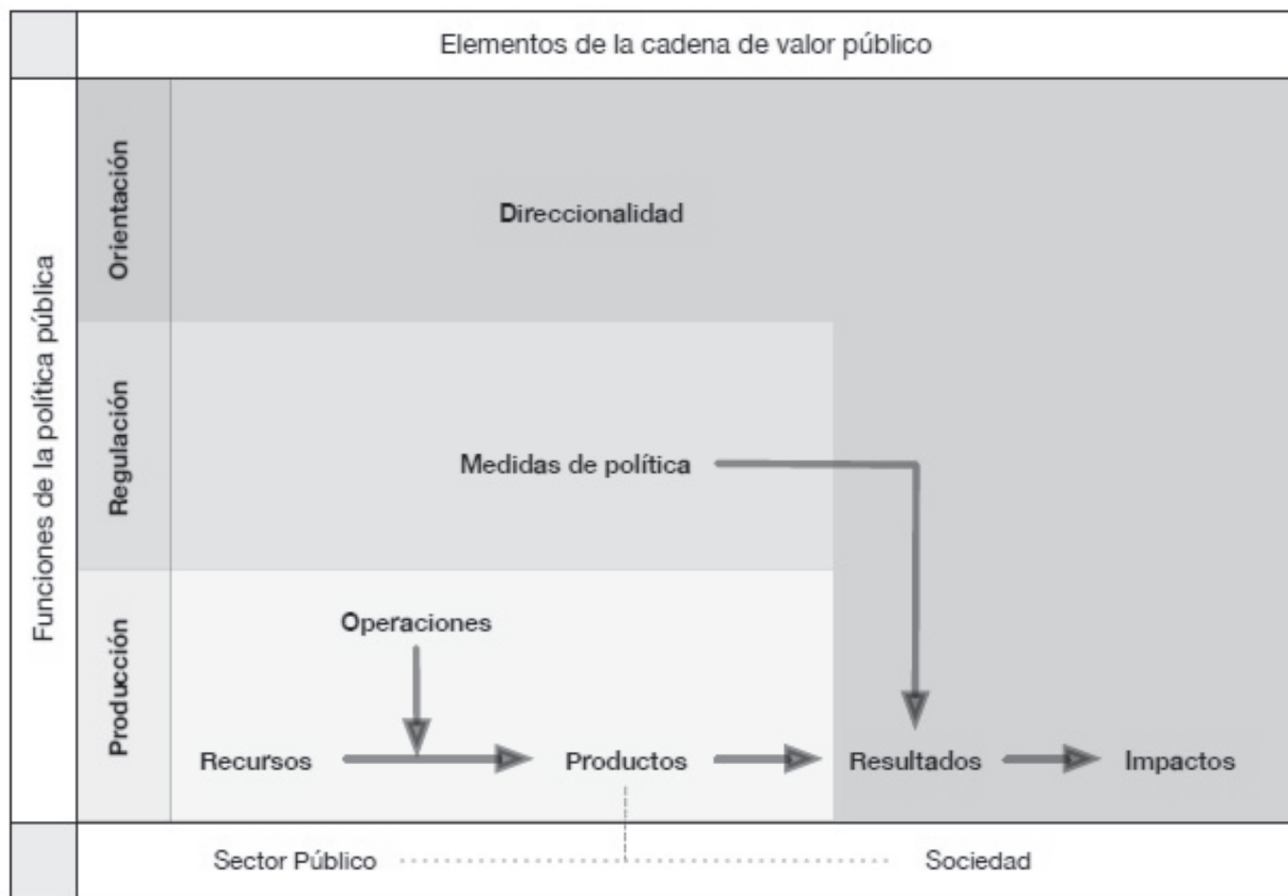 Elementos de la cadena de valor público
Funciones de la política pública
Orientación
Direccionalidad
Regulación
Medidas de política
Producción
Operaciones
Recursos
Productos
Resultados
Impactos
Sector Público
Sociedad